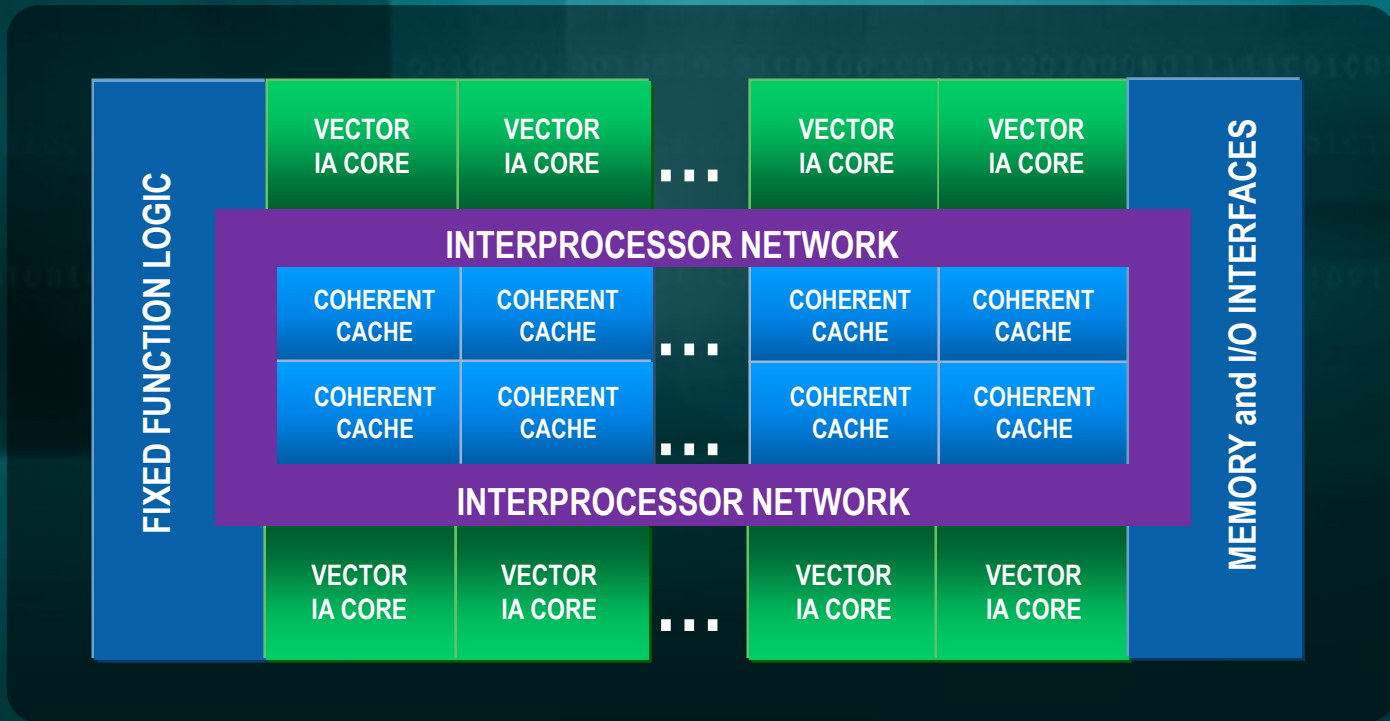 FIXED FUNCTION LOGIC
VECTOR
IA CORE
VECTOR
IA CORE
...
VECTOR
IA CORE
VECTOR
IA CORE
MEMORY and I/O INTERFACES
INTERPROCESSOR NETWORK
COHERENT
CACHE
COHERENT
CACHE
...
COHERENT
CACHE
COHERENT
CACHE
COHERENT
CACHE
COHERENT
CACHE
...
COHERENT
CACHE
COHERENT
CACHE
INTERPROCESSOR NETWORK
VECTOR
IA CORE
VECTOR
IA CORE
...
VECTOR
IA CORE
VECTOR
IA CORE